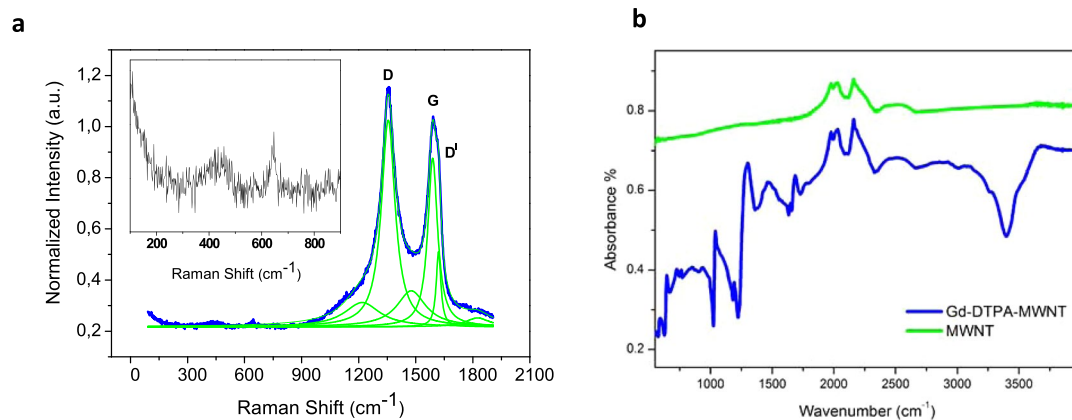 a
b
1,2
1,0
0,8
0,6
0,4
0,2
Normalized Intensity (a.u.)
D
G
D'
200 400 600 800
Raman Shift (cm⁻¹)
0 300 600 900 1200 1500 1800 2100
Raman Shift (cm⁻¹)
0.8
0.6
0.4
0.2
Absorbance %
Gd-DTPA-MWNT
MWNT
1000 1500 2000 2500 3000 3500
Wavenumber (cm⁻¹)